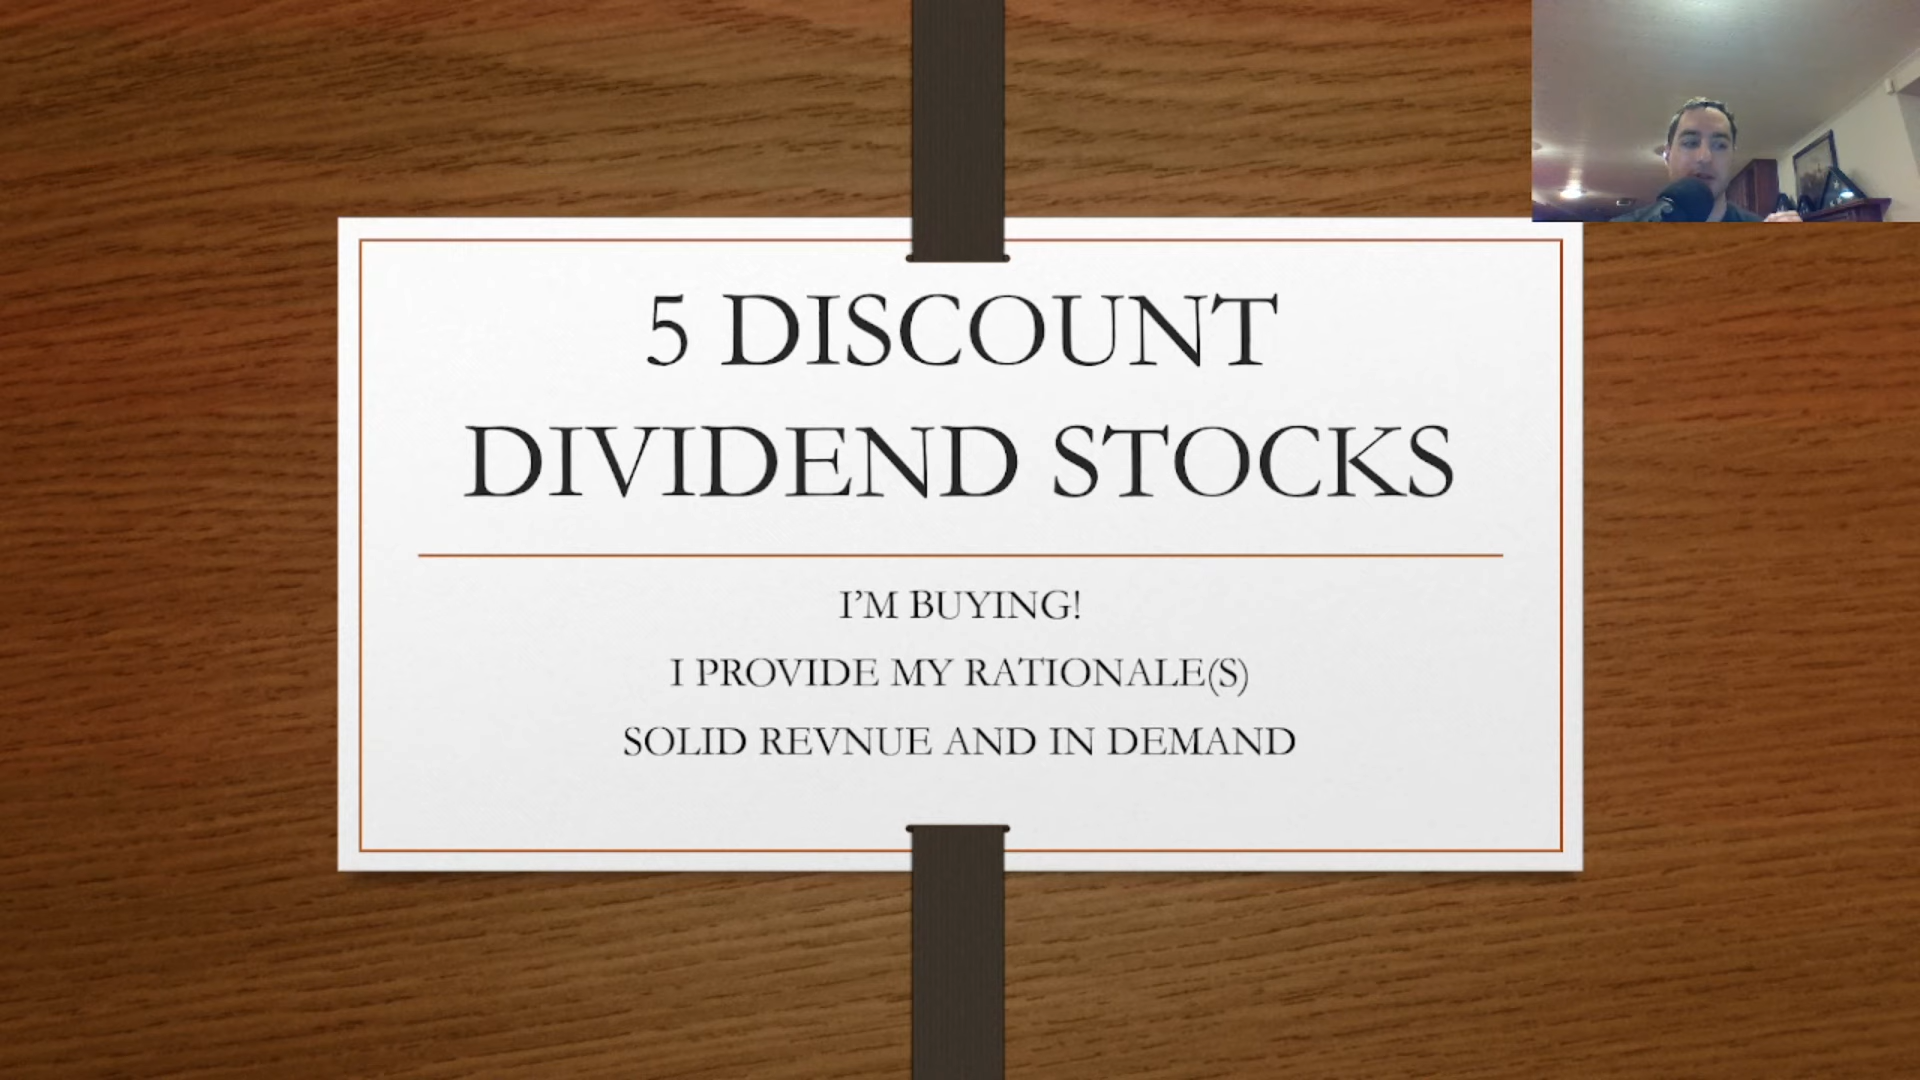 5 DISCOUNT
DIVIDEND STOCKS
I'M BUYING!
I PROVIDE MY RATIONALE(S)
SOLID REVNUE AND IN DEMAND